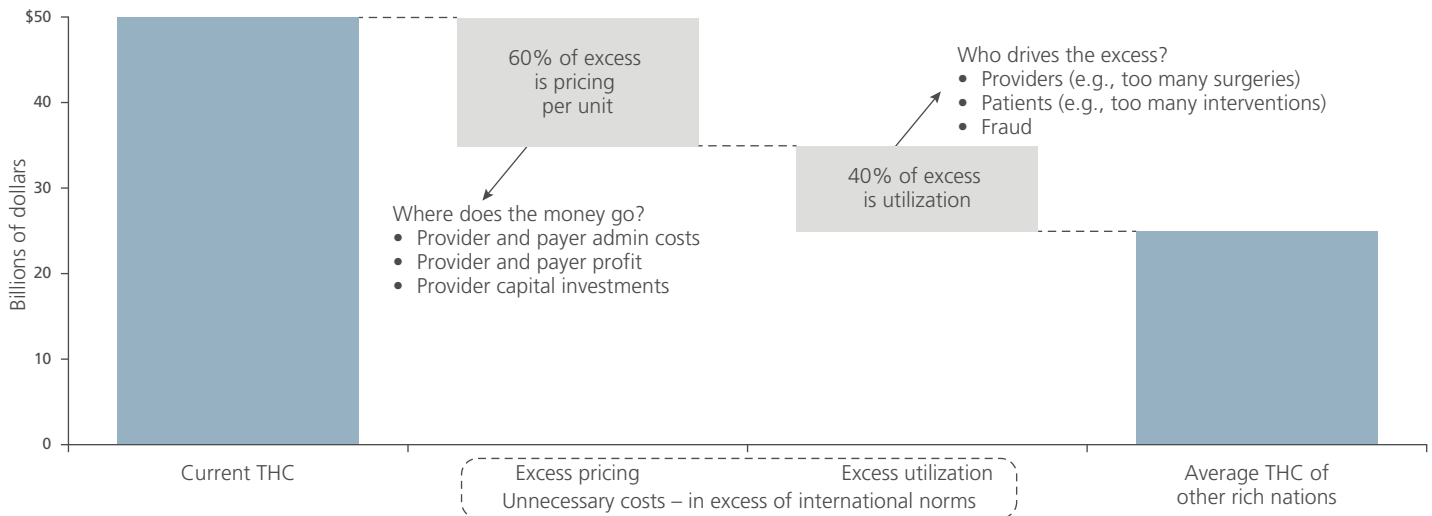 $50
40
30
20
10
0
Billions of dollars
60% of excess
is pricing
per unit
Where does the money go?
• Provider and payer admin costs
• Provider and payer profit
• Provider capital investments
40% of excess
is utilization
Who drives the excess?
• Providers (e.g., too many surgeries)
• Patients (e.g., too many interventions)
• Fraud
Current THC
Excess pricing
Excess utilization
Unnecessary costs – in excess of international norms
Average THC of
other rich nations